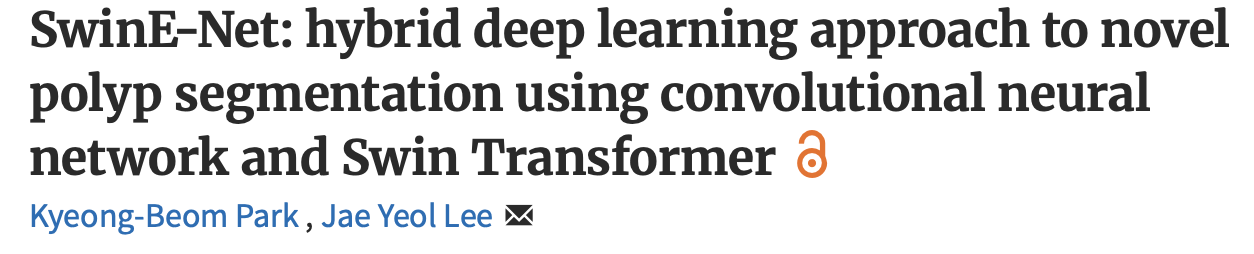 SwinE-Net: hybrid deep learning approach to novel
polyp segmentation using convolutional neural
network and Swin Transformer
Kyeong-Beom Park , Jae Yeol Lee